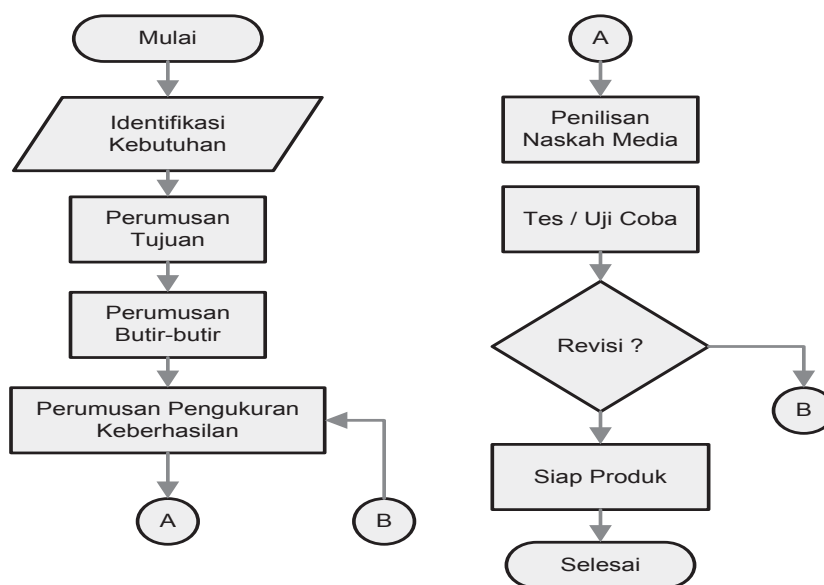 Mulai
Identifikasi
Kebutuhan
Perumusan
Tujuan
Perumusan
Butir-butir
Perumusan Pengukuran
Keberhasilan
A
B
A
Penilisan
Naskah Media
Tes / Uji Coba
Revisi ?
B
Siap Produk
Selesai